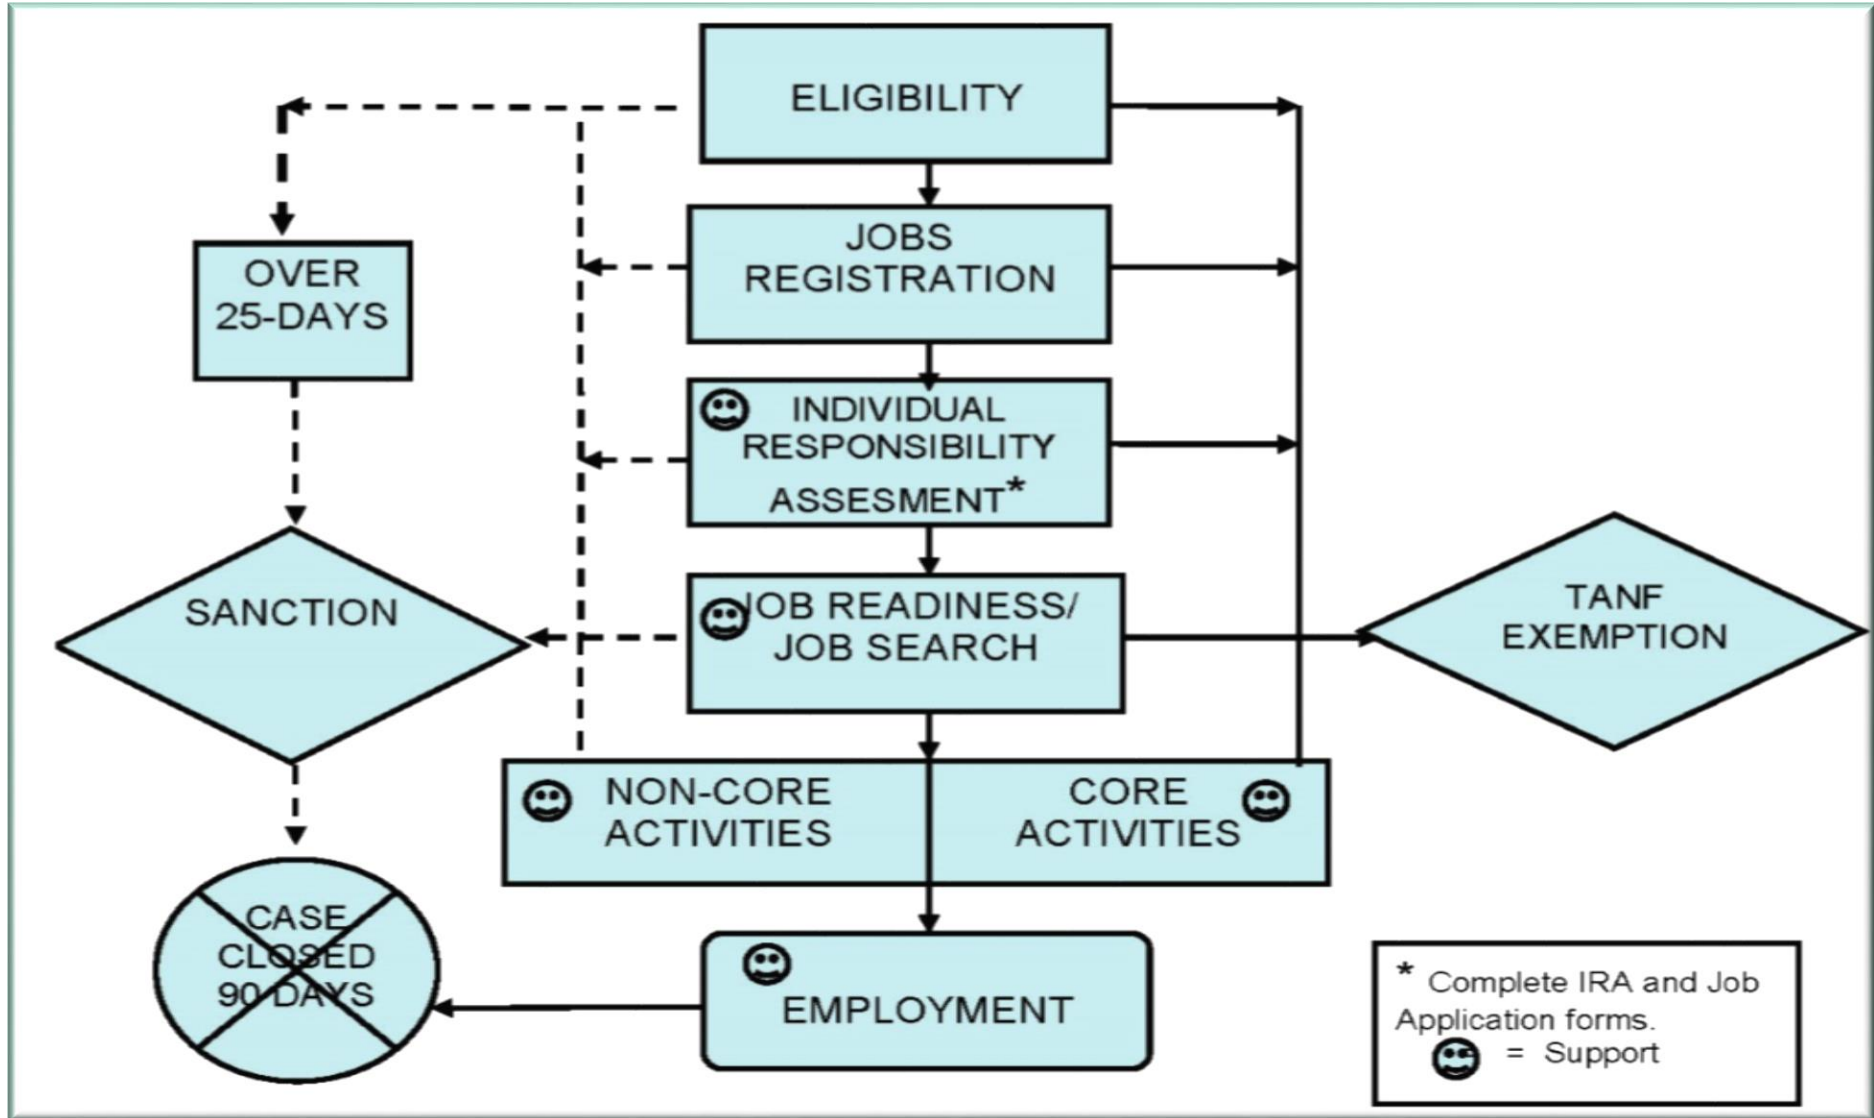 ELIGIBILITY
JOBS
REGISTRATION
OVER
25-DAYS
INDIVIDUAL
RESPONSIBILITY
ASSESMENT*
JOB READINESS/
JOB SEARCH
SANCTION
TANF
EXEMPTION
NON-CORE
ACTIVITIES
CORE
ACTIVITIES
CASE
CLOSED
90 DAYS
EMPLOYMENT
* Complete IRA and Job
Application forms.
= Support